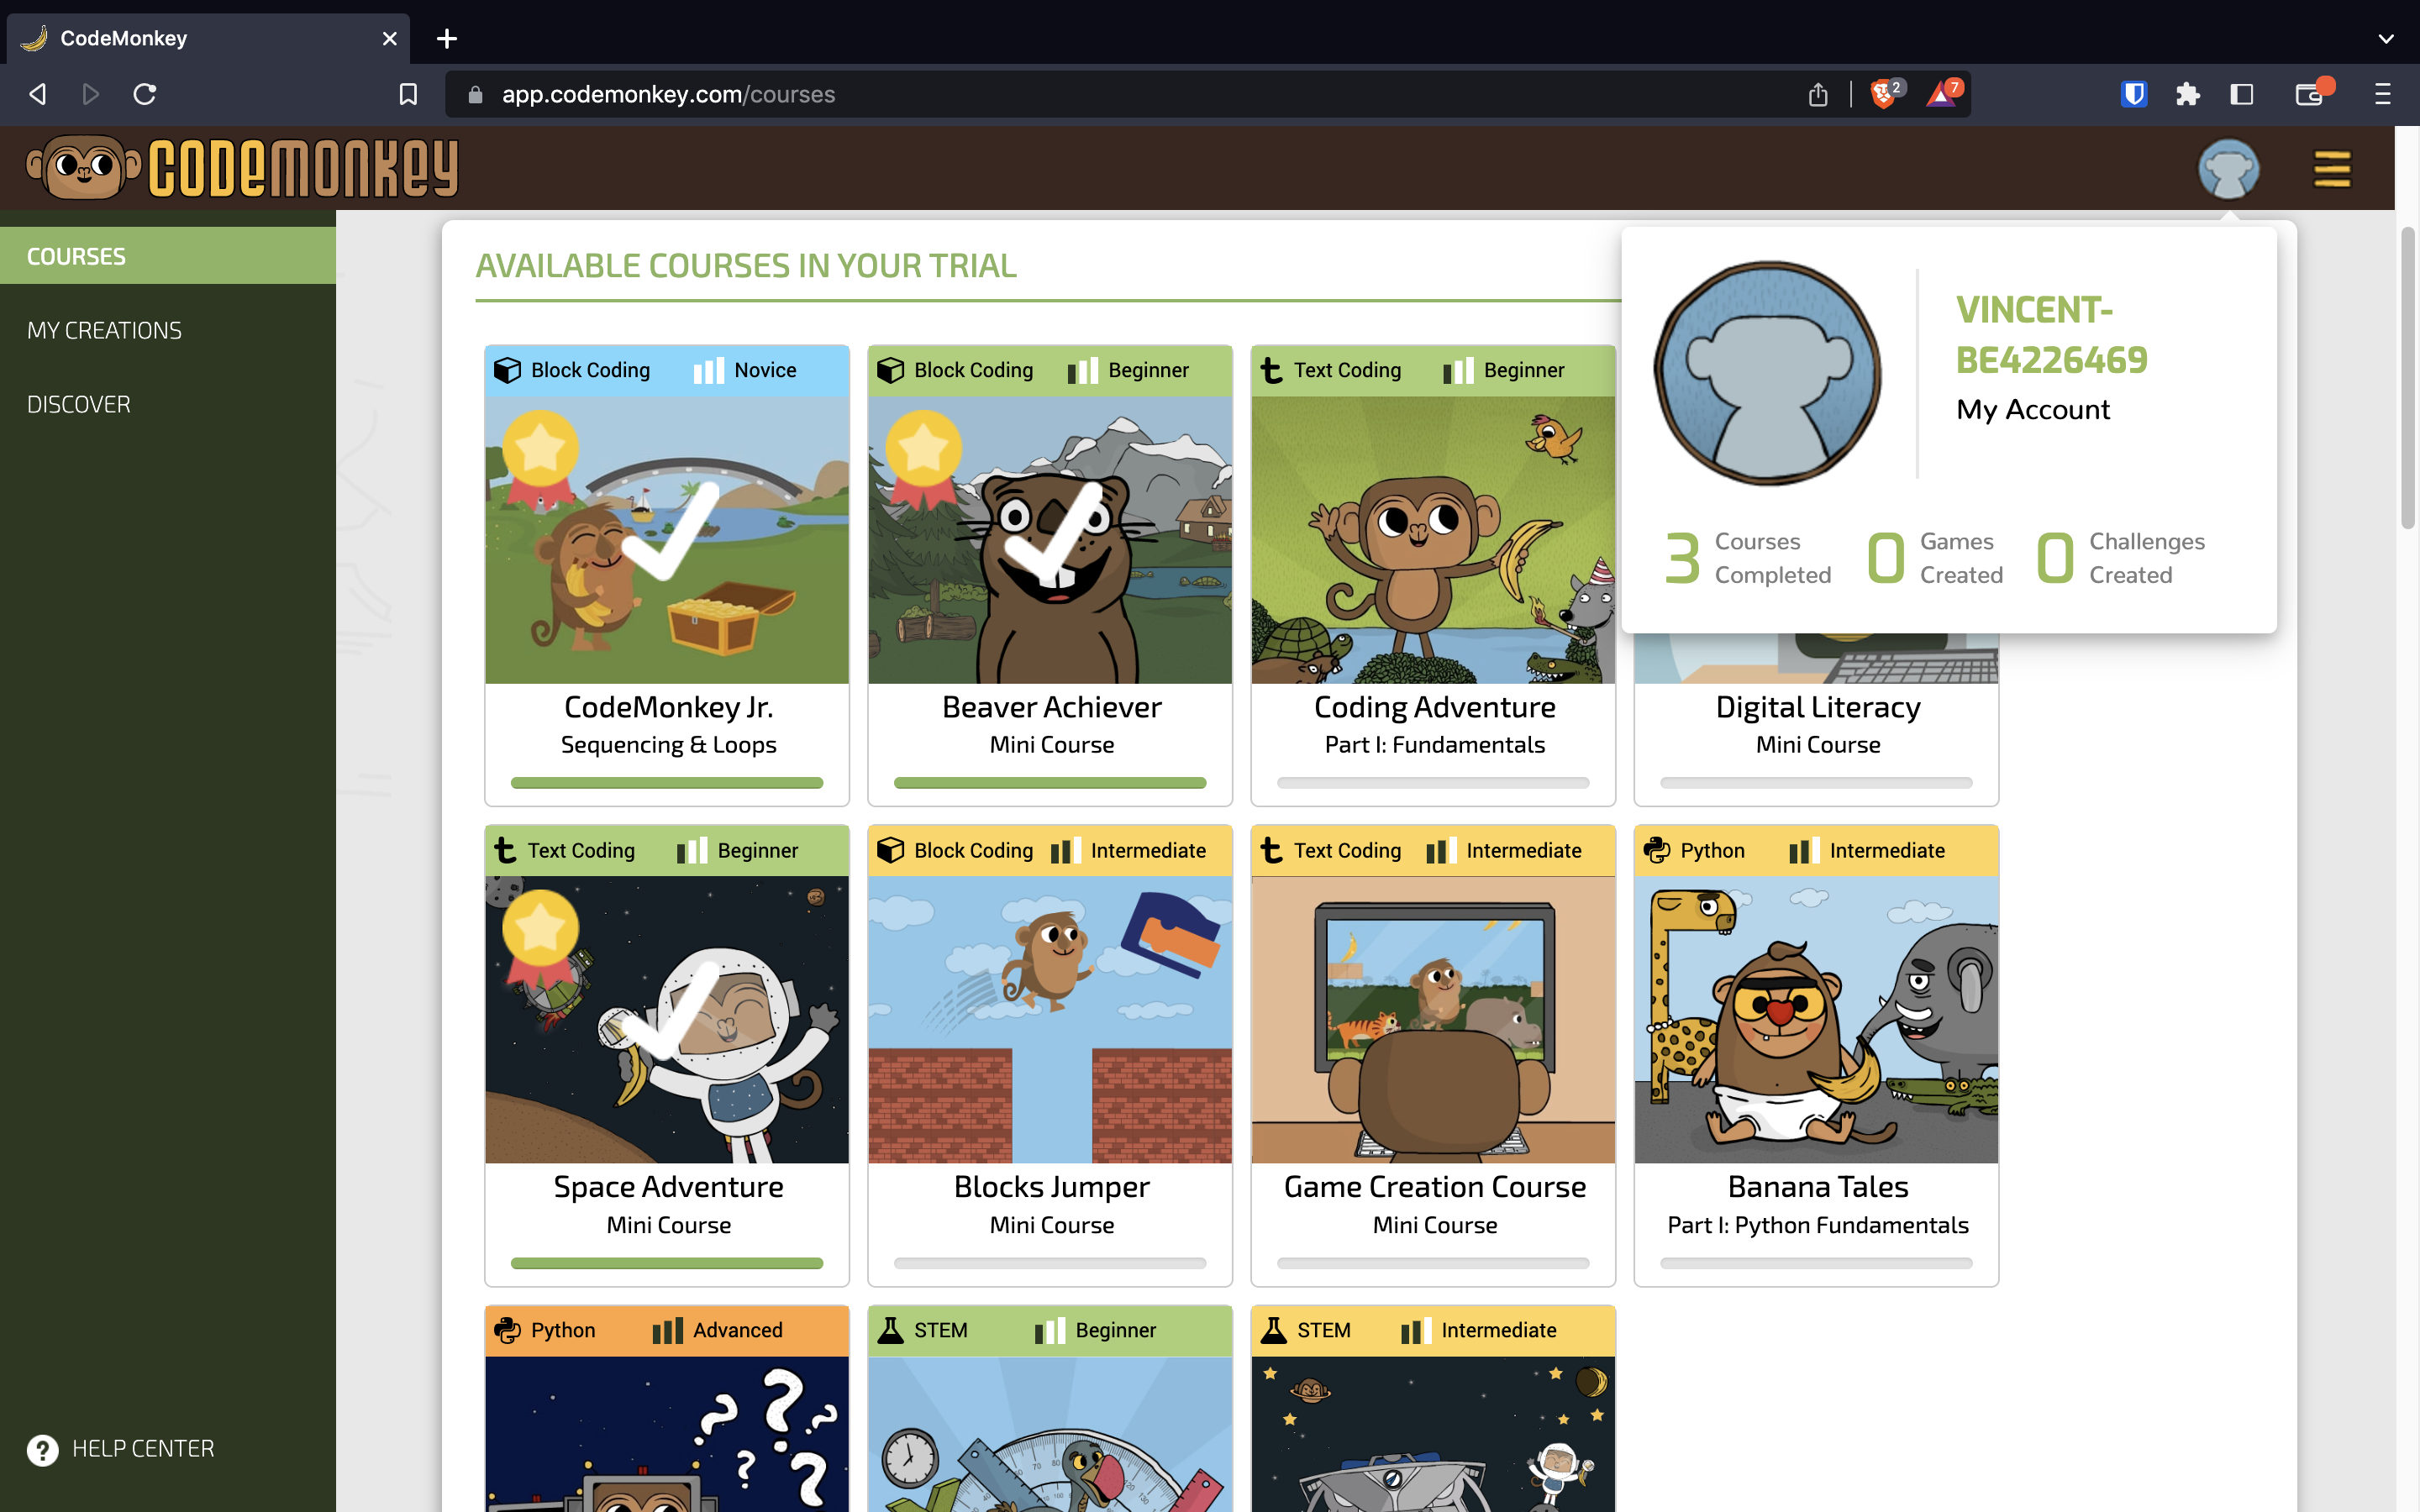 CodeMonkey
app.codemonkey.com/courses
2
7
CODEMONKEY
COURSES
MY CREATIONS
DISCOVER
HELP CENTER
AVAILABLE COURSES IN YOUR TRIAL
VINCENT-
BE4226469
My Account
3 Courses Completed
0 Games Created
0 Challenges Created
Block Coding Novice
CodeMonkey Jr.
Sequencing & Loops
Block Coding Beginner
Beaver Achiever
Mini Course
Text Coding Beginner
Coding Adventure
Part I: Fundamentals
Digital Literacy
Mini Course
Text Coding Beginner
Space Adventure
Mini Course
Block Coding Intermediate
Blocks Jumper
Mini Course
Text Coding Intermediate
Game Creation Course
Mini Course
Python Intermediate
Banana Tales
Part I: Python Fundamentals
Python Advanced
? ? ? ? ?
STEM Beginner
STEM Intermediate